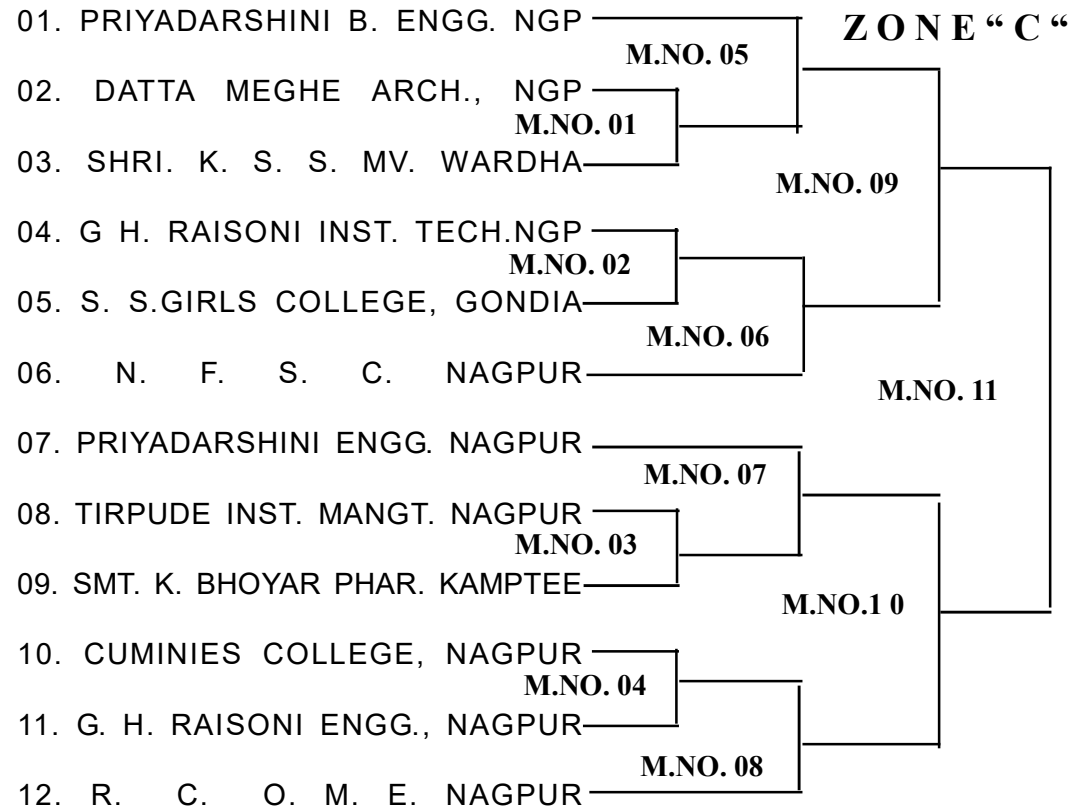 01. PRIYADARSHINI B. ENGG. NGP
Z O N E “ C “
M.NO. 05
02. DATTA MEGHE ARCH., NGP
M.NO. 01
03. SHRI. K. S. S. MV. WARDHA
M.NO. 09
04. G H. RAISONI INST. TECH.NGP
M.NO. 02
05. S. S.GIRLS COLLEGE, GONDIA
M.NO. 06
06. N. F. S. C. NAGPUR
M.NO. 11
07. PRIYADARSHINI ENGG. NAGPUR
M.NO. 07
08. TIRPUDE INST. MANGT. NAGPUR
M.NO. 03
09. SMT. K. BHOYAR PHAR. KAMPTEE
M.NO.1 0
10. CUMINIES COLLEGE, NAGPUR
M.NO. 04
11. G. H. RAISONI ENGG., NAGPUR
M.NO. 08
12. R. C. O. M. E. NAGPUR